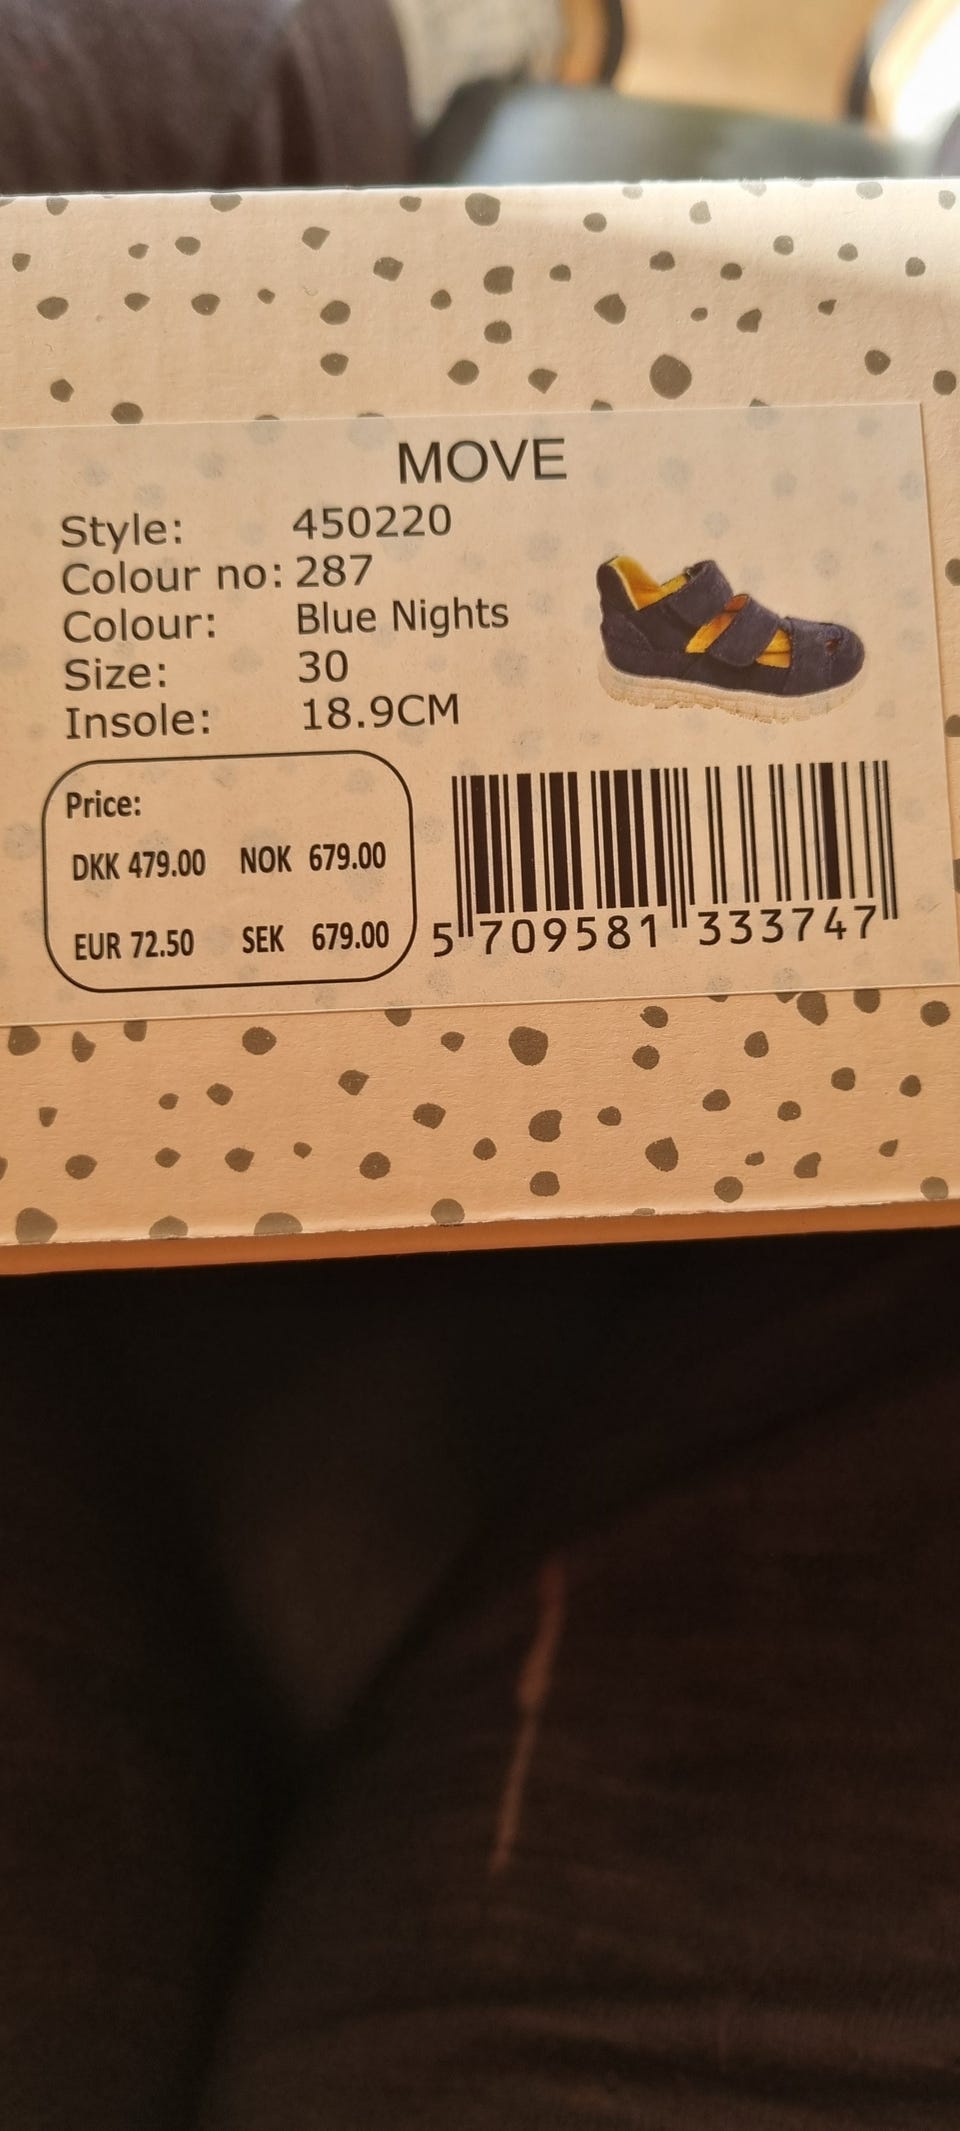 MOVE
Style: 450220
Colour no: 287
Colour: Blue Nights
Size: 30
Insole: 18.9CM
Price:
DKK 479.00 NOK 679.00
EUR 72.50 SEK 679.00
5 709581 333747